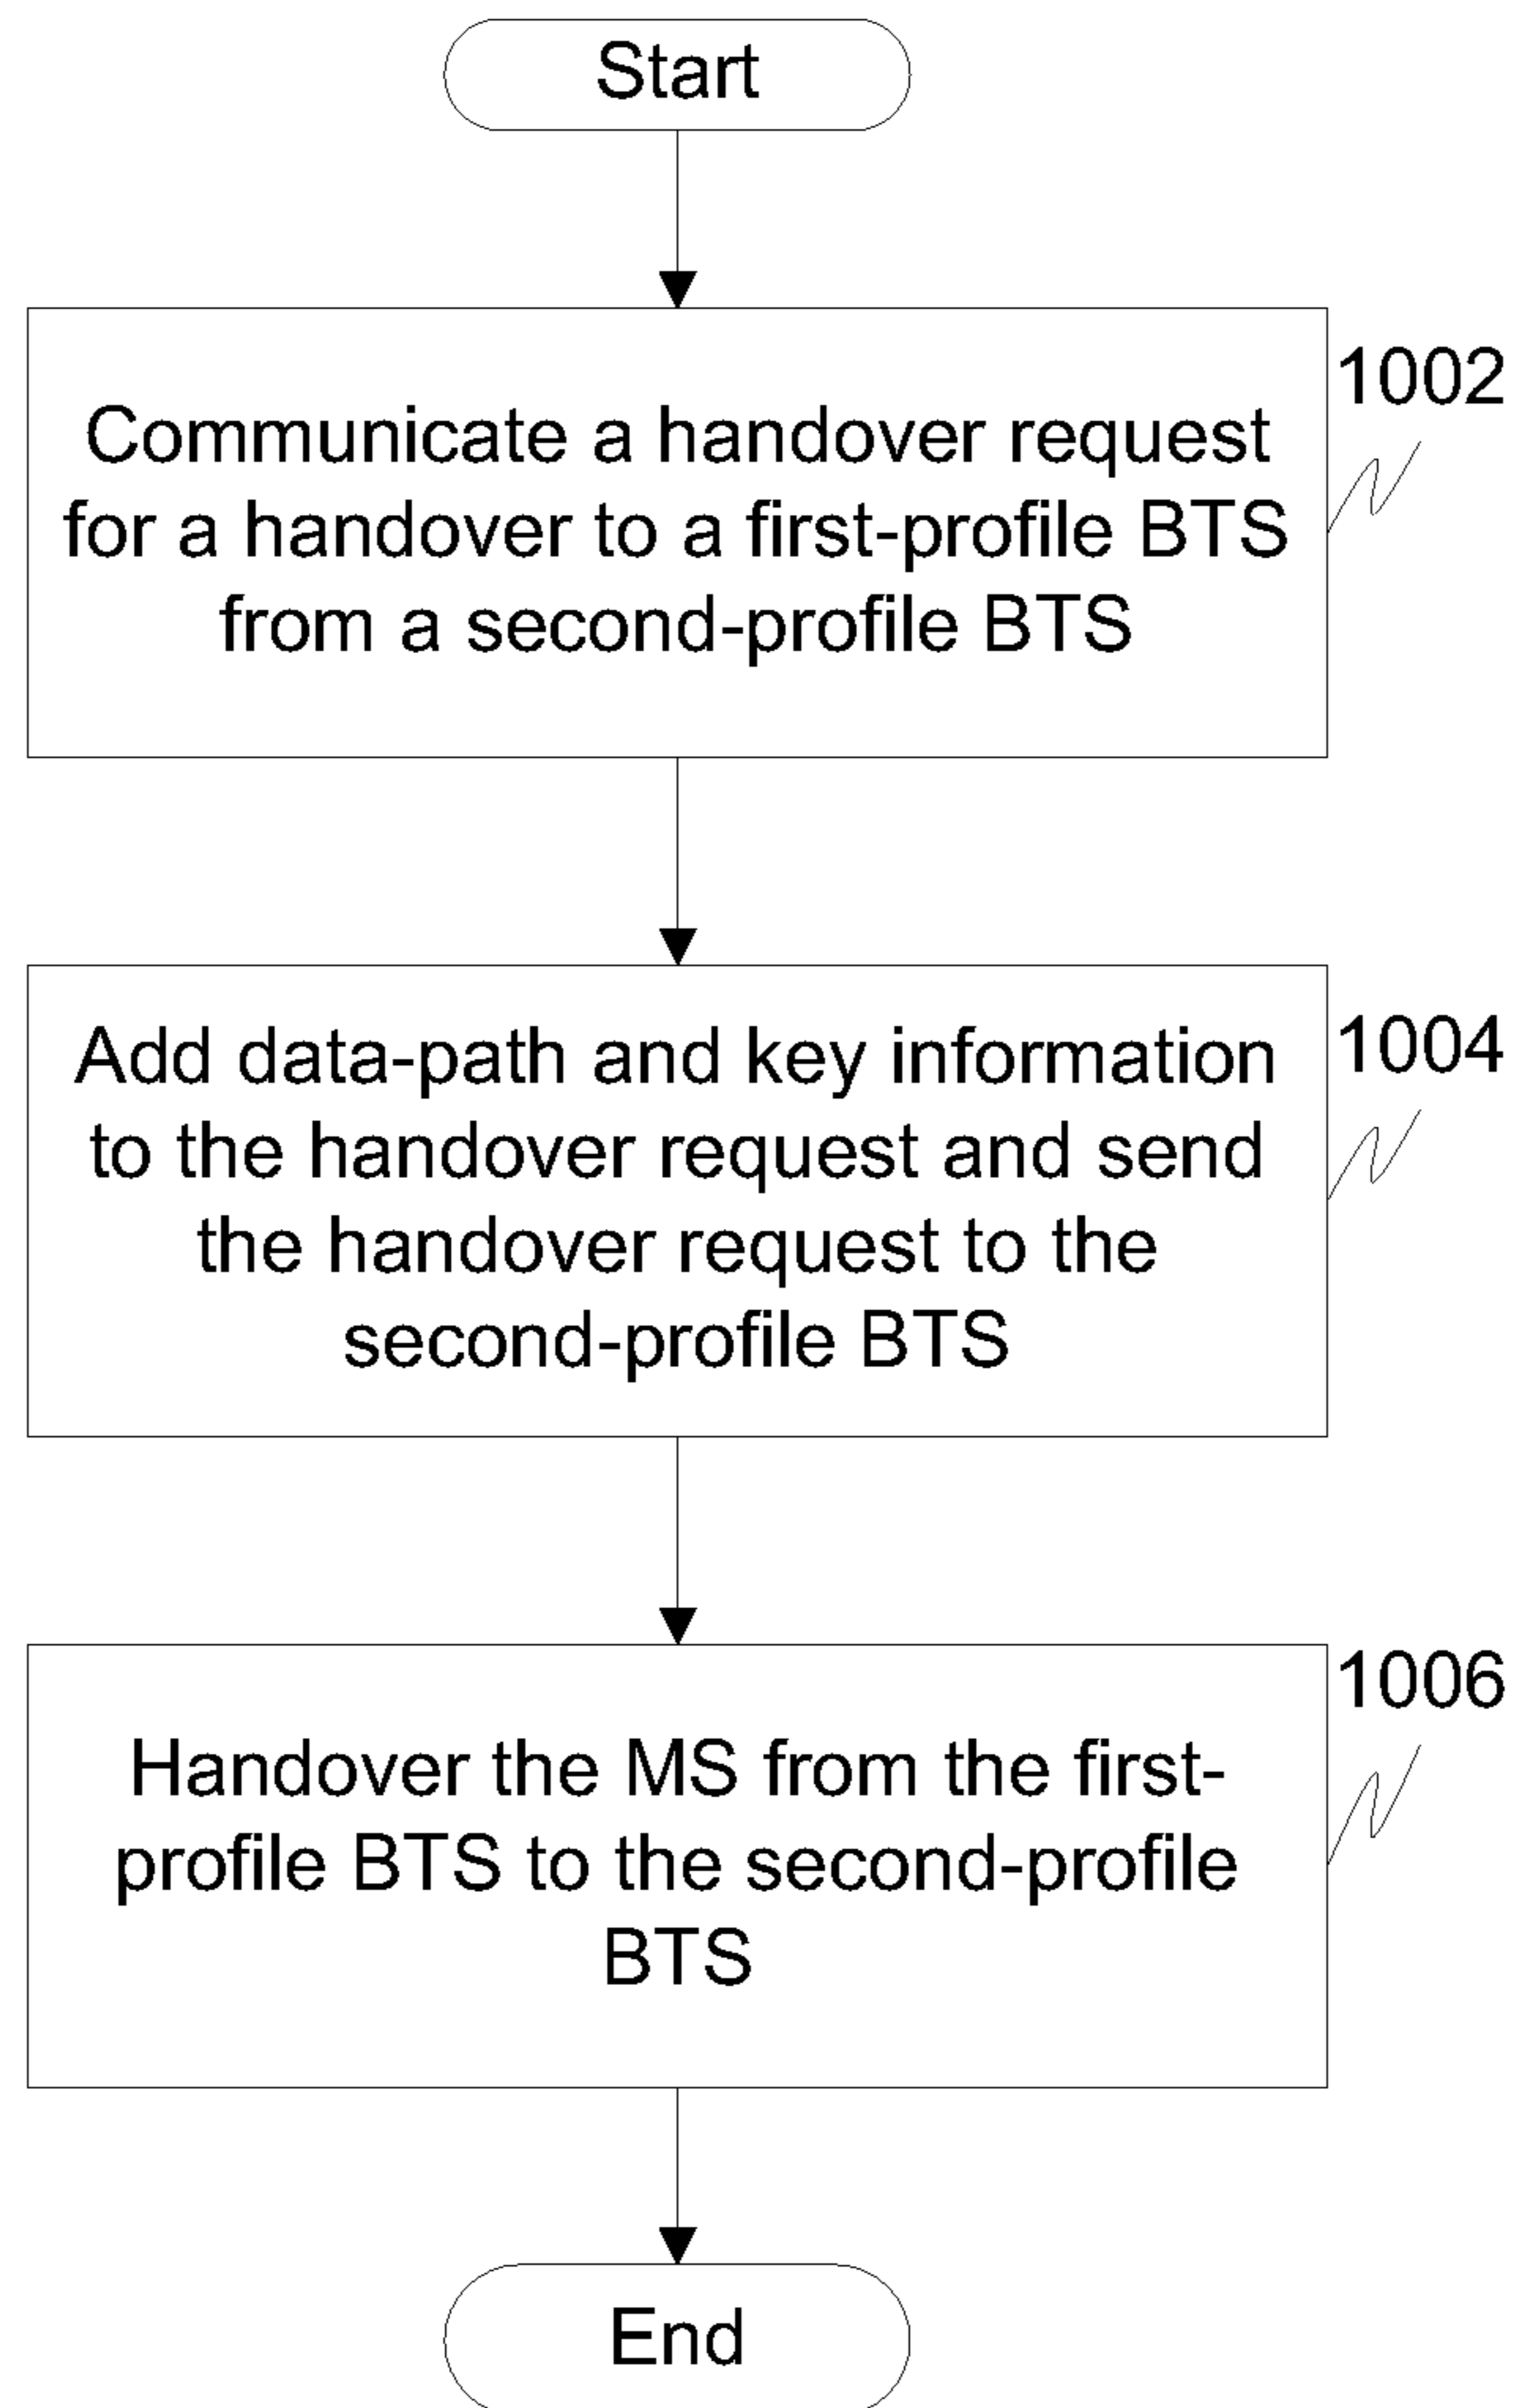 Start
1002
Communicate a handover request
for a handover to a first-profile BTS
from a second-profile BTS
1004
Add data-path and key information
to the handover request and send
the handover request to the
second-profile BTS
1006
Handover the MS from the first-
profile BTS to the second-profile
BTS
End